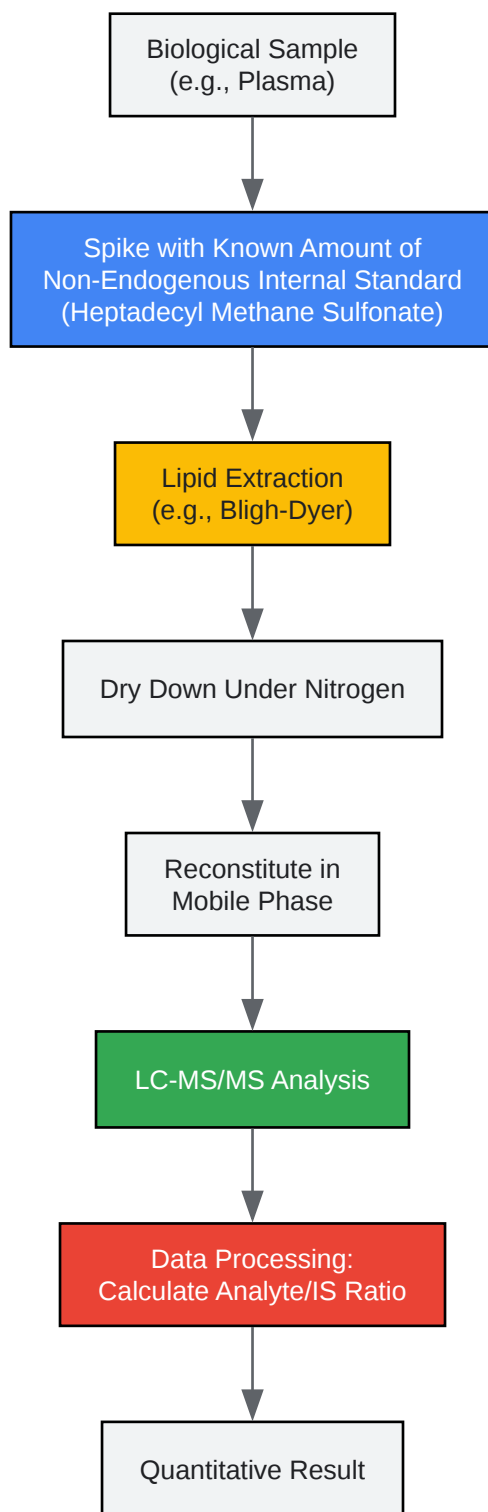 Biological Sample
(e.g., Plasma)
Spike with Known Amount of
Non-Endogenous Internal Standard
(Heptadecyl Methane Sulfonate)
Lipid Extraction
(e.g., Bligh-Dyer)
Dry Down Under Nitrogen
Reconstitute in
Mobile Phase
LC-MS/MS Analysis
Data Processing:
Calculate Analyte/IS Ratio
Quantitative Result